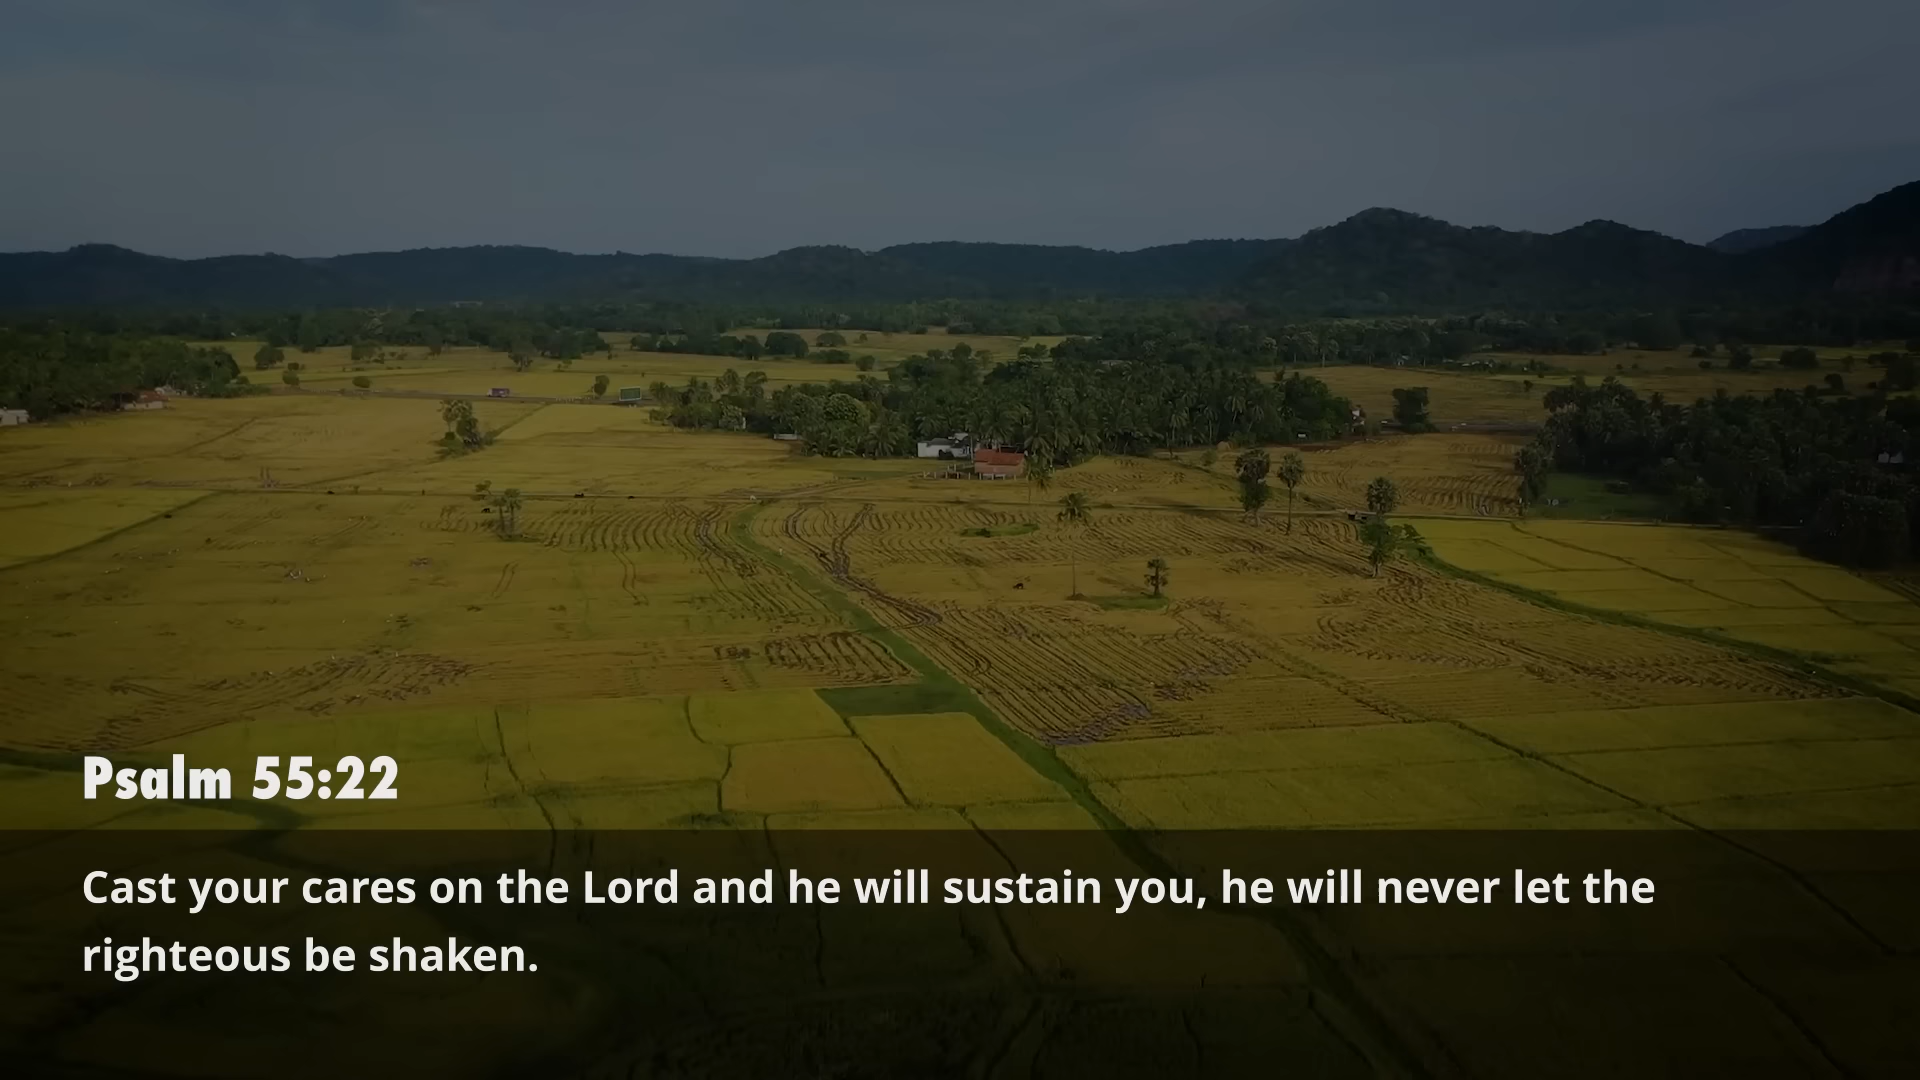 Psalm 55:22
Cast your cares on the Lord and he will sustain you, he will never let the
righteous be shaken.